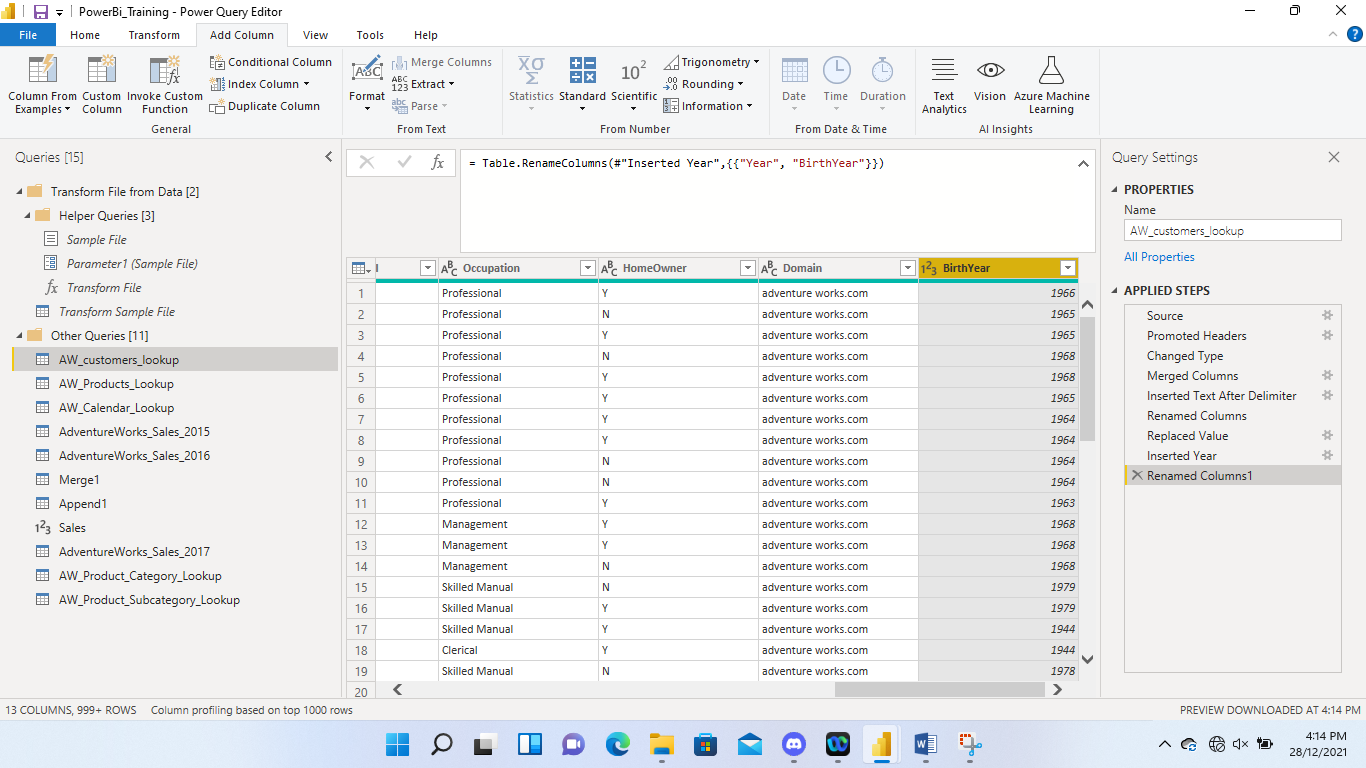 PowerBi_Training - Power Query Editor
File Home Transform Add Column View Tools Help
Column From Examples
Custom Column
Invoke Custom Function
Conditional Column
Index Column
Duplicate Column
General
Format
Merge Columns
Extract
Parse
From Text
Statistics
Standard
Scientific
Trigonometry
Rounding
Information
From Number
Date
Time
Duration
From Date & Time
Text Analytics
Vision
Azure Machine Learning
AI Insights
Queries [15]
Transform File from Data [2]
Helper Queries [3]
Sample File
Parameter1 (Sample File)
Transform File
Transform Sample File
Other Queries [11]
AW_customers_lookup
AW_Products_Lookup
AW_Calendar_Lookup
AdventureWorks_Sales_2015
AdventureWorks_Sales_2016
Merge1
Append1
Sales
AdventureWorks_Sales_2017
AW_Product_Category_Lookup
AW_Product_Subcategory_Lookup
= Table.RenameColumns(#"Inserted Year",{{"Year", "BirthYear"}})
Occupation HomeOwner Domain BirthYear
1 Professional Y adventure works.com 1966
2 Professional N adventure works.com 1965
3 Professional Y adventure works.com 1965
4 Professional N adventure works.com 1968
5 Professional Y adventure works.com 1968
6 Professional Y adventure works.com 1965
7 Professional Y adventure works.com 1964
8 Professional Y adventure works.com 1964
9 Professional N adventure works.com 1964
10 Professional N adventure works.com 1964
11 Professional Y adventure works.com 1963
12 Management Y adventure works.com 1968
13 Management Y adventure works.com 1968
14 Management N adventure works.com 1968
15 Skilled Manual N adventure works.com 1979
16 Skilled Manual Y adventure works.com 1979
17 Skilled Manual Y adventure works.com 1944
18 Clerical Y adventure works.com 1944
19 Skilled Manual N adventure works.com 1978
20
Query Settings
PROPERTIES
Name
AW_customers_lookup
All Properties
APPLIED STEPS
Source
Promoted Headers
Changed Type
Merged Columns
Inserted Text After Delimiter
Renamed Columns
Replaced Value
Inserted Year
Renamed Columns1
13 COLUMNS, 999+ ROWS Column profiling based on top 1000 rows
PREVIEW DOWNLOADED AT 4:14 PM
4:14 PM
28/12/2021